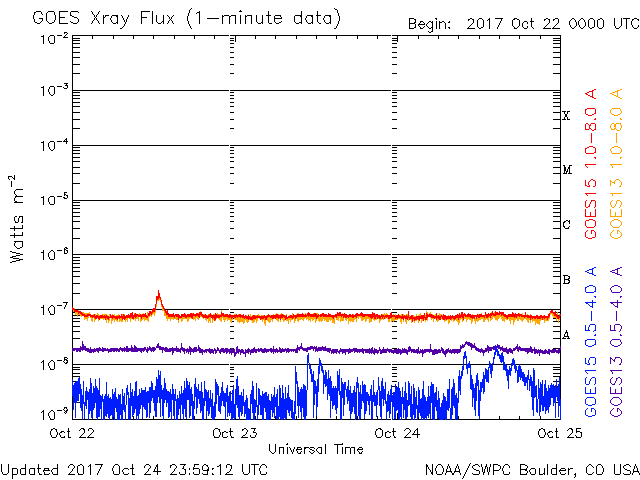 GOES Xray Flux (1-minute data)
Begin: 2017 Oct 22 0000 UTC
10⁻²
10⁻³
10⁻⁴
10⁻⁵
10⁻⁶
10⁻⁷
10⁻⁸
10⁻⁹
Watts m⁻²
X
M
C
B
A
GOES15 1.0-8.0 A
GOES13 1.0-8.0 A
GOES15 0.5-4.0 A
GOES13 0.5-4.0 A
Oct 22 Oct 23 Oct 24 Oct 25
Universal Time
Updated 2017 Oct 24 23:59:12 UTC
NOAA/SWPC Boulder, CO USA